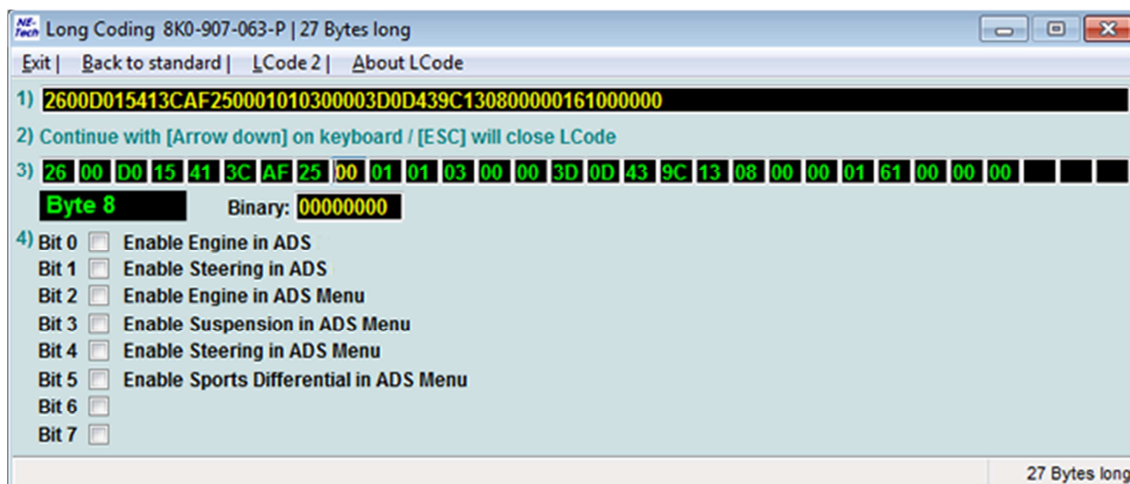 NE-Tech Long Coding 8K0-907-063-P | 27 Bytes long
Exit | Back to standard | LCode 2 | About LCode
1) 2600D015413CAF250001010300003D0D439C130800000161000000
2) Continue with [Arrow down] on keyboard / [ESC] will close LCode
3) 26 00 D0 15 41 3C AF 25 00 01 01 03 00 00 3D 0D 43 9C 13 08 00 00 01 61 00 00 00
Byte 8 Binary: 00000000
4) Bit 0 Enable Engine in ADS
Bit 1 Enable Steering in ADS
Bit 2 Enable Engine in ADS Menu
Bit 3 Enable Suspension in ADS Menu
Bit 4 Enable Steering in ADS Menu
Bit 5 Enable Sports Differential in ADS Menu
Bit 6
Bit 7
27 Bytes long